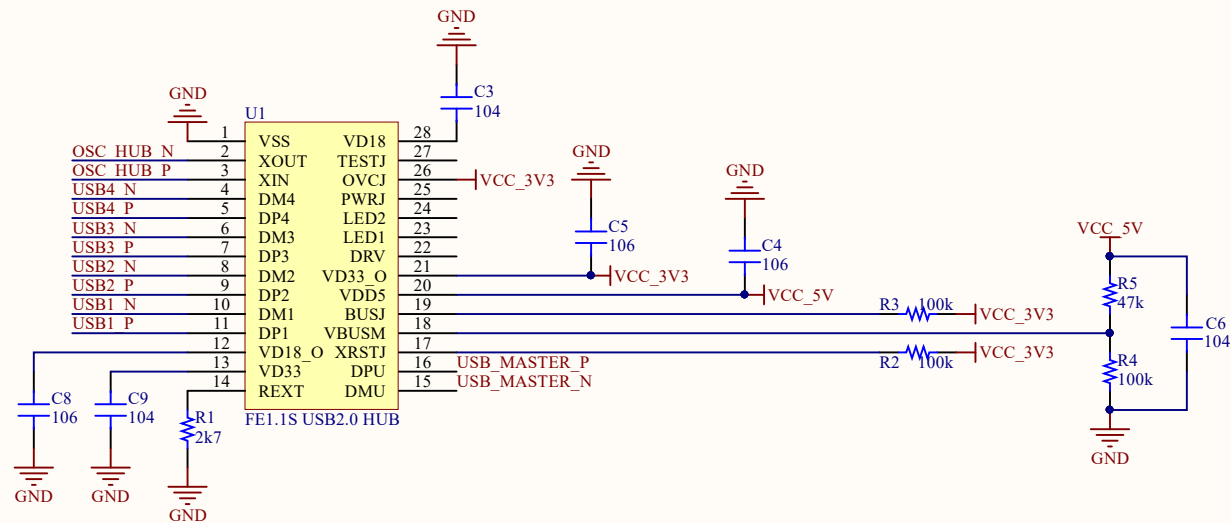 GND
C3
104
GND
U1
1 VSS VD18 28
OSC_HUB_N 2 XOUT TESTJ 27
OSC_HUB_P 3 XIN OVCJ 26 VCC_3V3
USB4_N 4 DM4 PWRJ 25
USB4_P 5 DP4 LED2 24
USB3_N 6 DM3 LED1 23
USB3_P 7 DP3 DRV 22
USB2_N 8 DM2 VD33_O 21 VCC_3V3
USB2_P 9 DP2 VDD5 20 VCC_5V
USB1_N 10 DM1 BUSJ 19 R3 100k VCC_3V3
USB1_P 11 DP1 VBUSM 18
12 VD18_O XRSTJ 17 R2 100k VCC_3V3
13 VD33 DPU 16 USB_MASTER_P
14 REXT DMU 15 USB_MASTER_N
FE1.1S USB2.0 HUB
GND
C5
106
GND
C4
106
VCC_5V
R5
47k
C6
104
R4
100k
GND
C8
106
GND
C9
104
GND
R1
2k7
GND